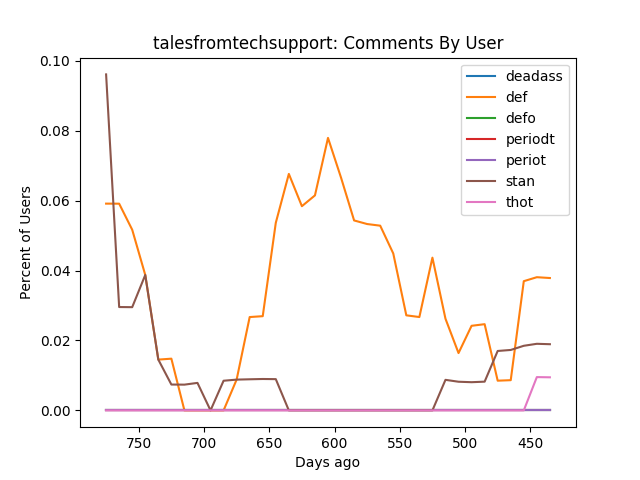 talesfromtechsupport: Comments By User
Percent of Users
0.10
0.08
0.06
0.04
0.02
0.00
deadass
def
defo
periodt
periot
stan
thot
750
700
650
600
550
500
450
Days ago